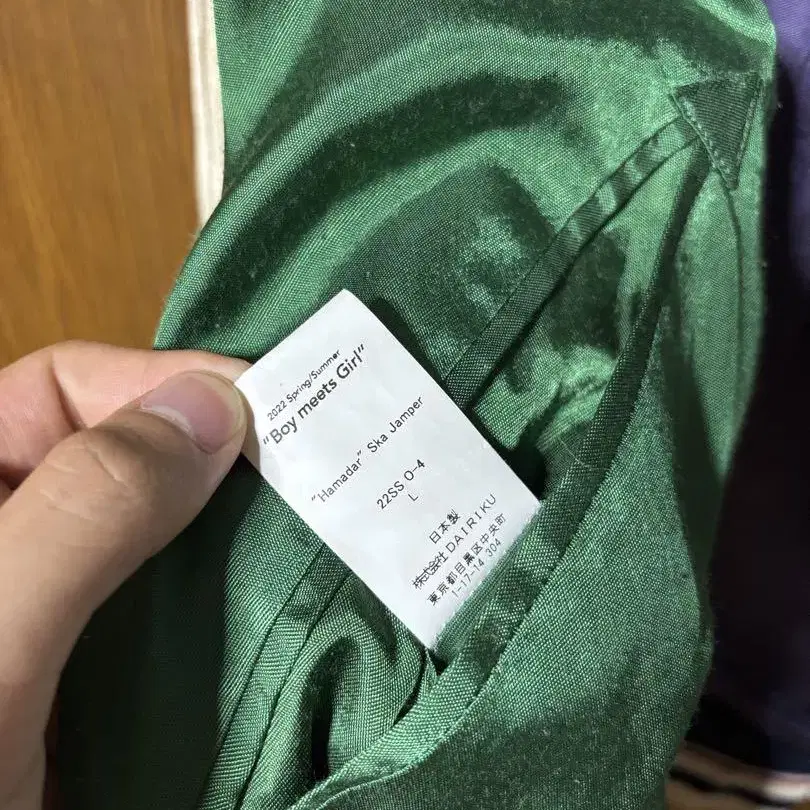 2022 Spring/Summer
"Boy meets Girl"
"Hamadar" Ska Jamper
22SS O-4
L
日本製
株式会社 DAIRIKU
東京都目黒区中央町
1-17-14 304